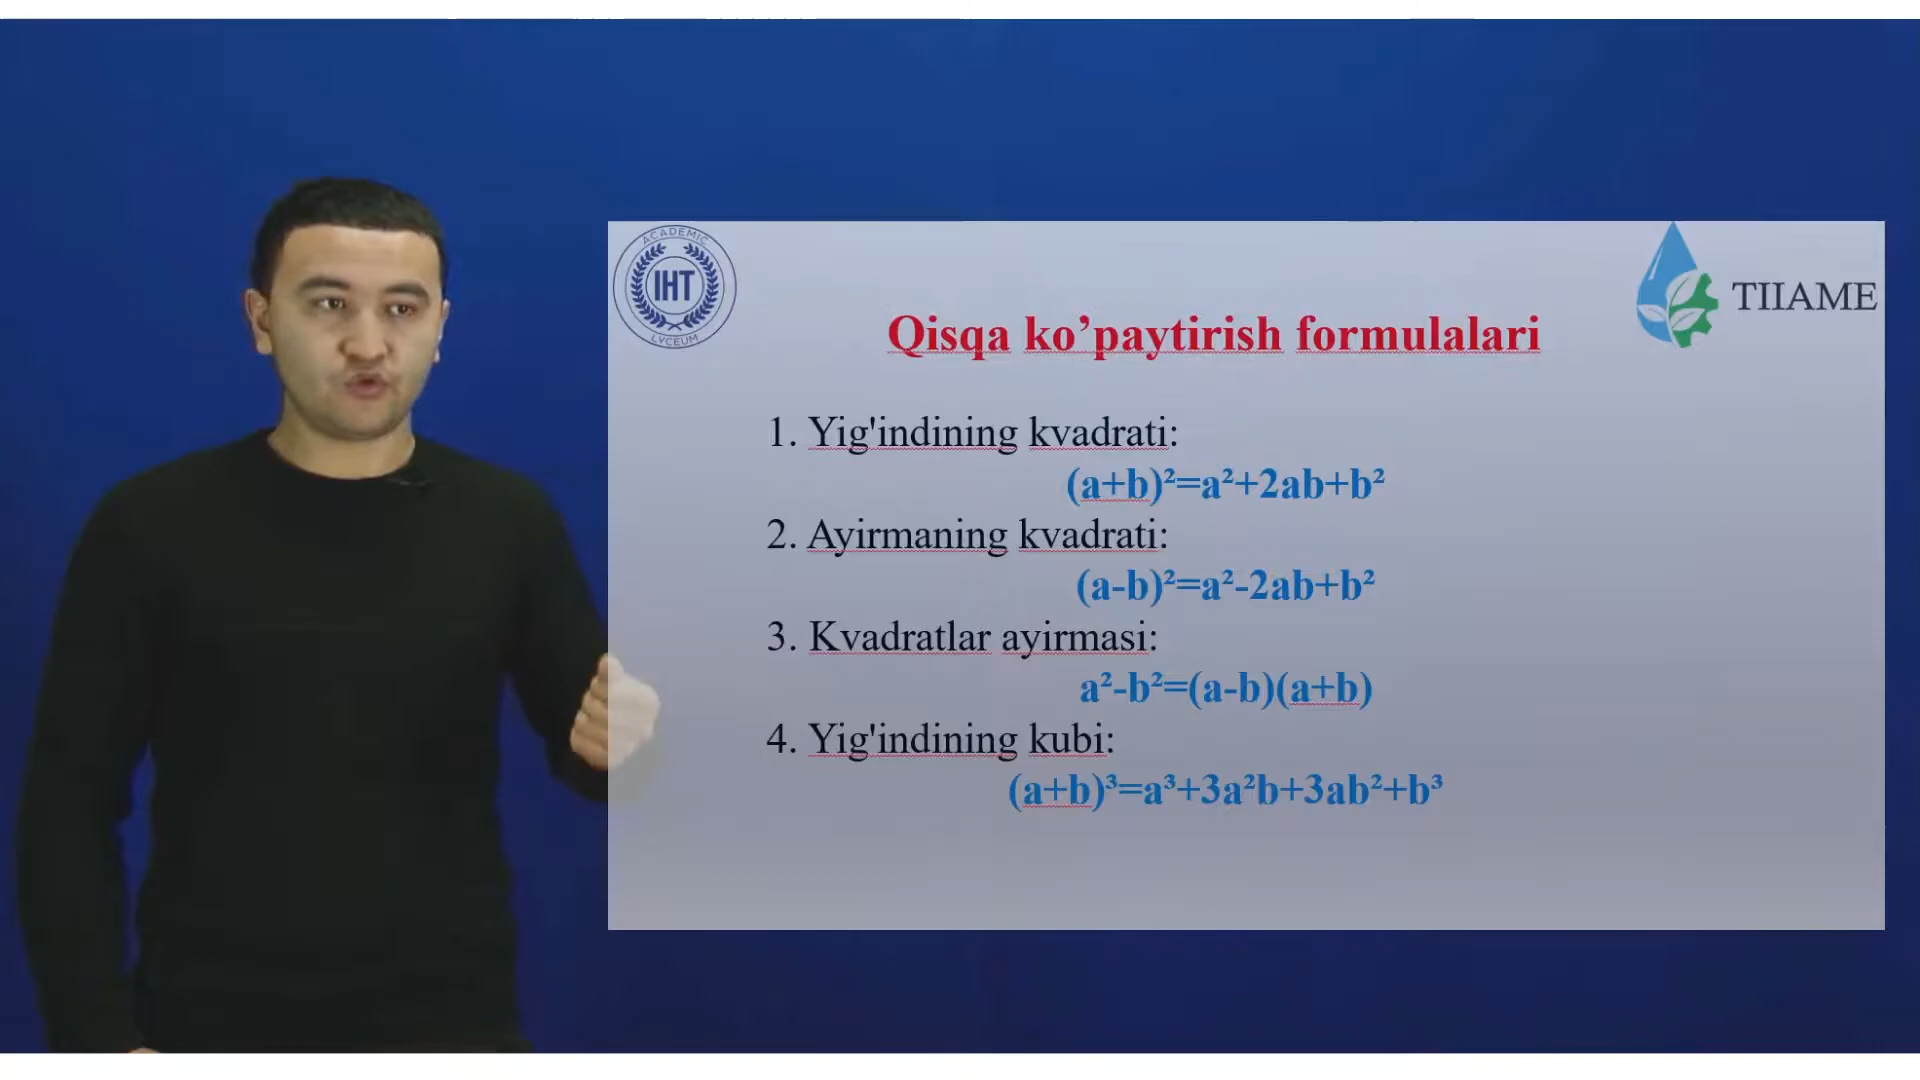 ACADEMIC
IHT
LYCEUM
TIIAME
Qisqa ko’paytirish formulalari
1. Yig'indining kvadrati:
(a+b)²=a²+2ab+b²
2. Ayirmaning kvadrati:
(a-b)²=a²-2ab+b²
3. Kvadratlar ayirmasi:
a²-b²=(a-b)(a+b)
4. Yig'indining kubi:
(a+b)³=a³+3a²b+3ab²+b³